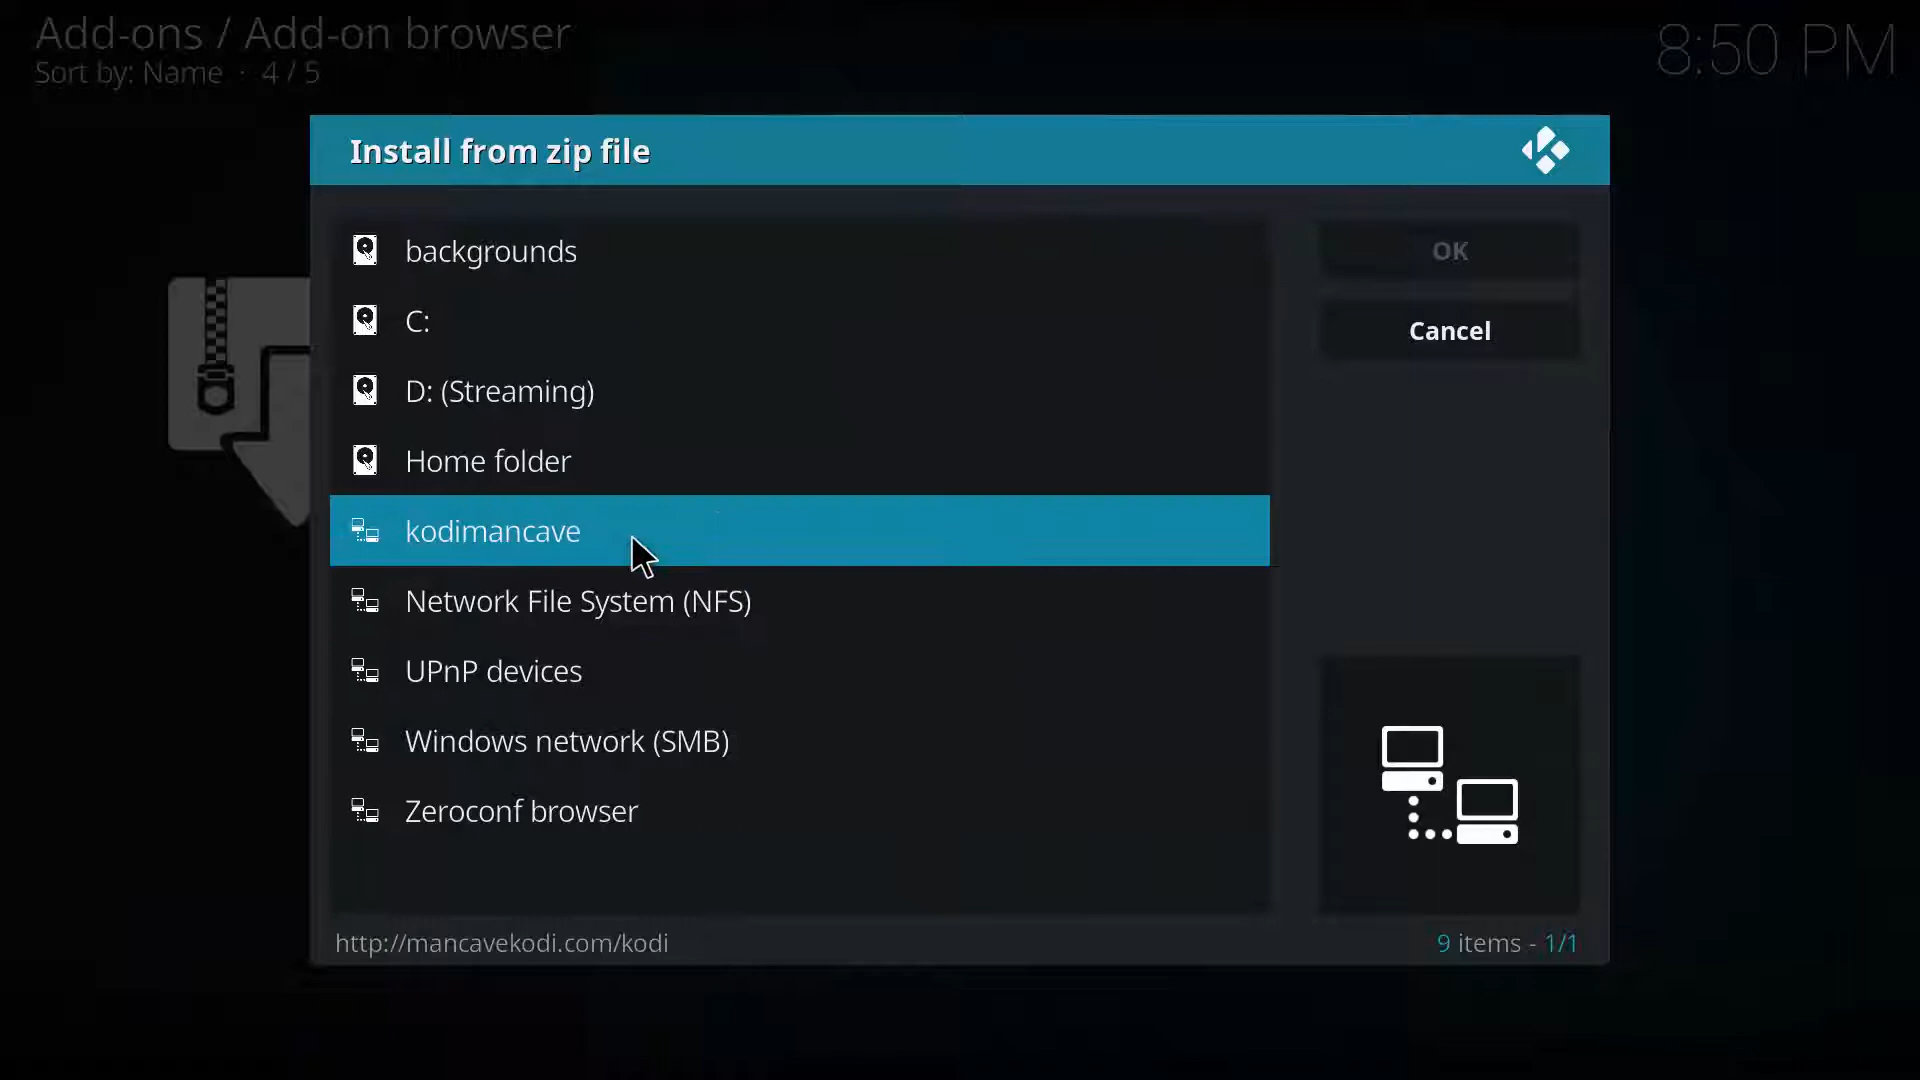 Add-ons / Add-on browser
Sort by: Name · 4 / 5
8:50 PM
Install from zip file
backgrounds
OK
C:
Cancel
D: (Streaming)
Home folder
kodimancave
Network File System (NFS)
UPnP devices
Windows network (SMB)
Zeroconf browser
http://mancavekodi.com/kodi
9 items - 1/1